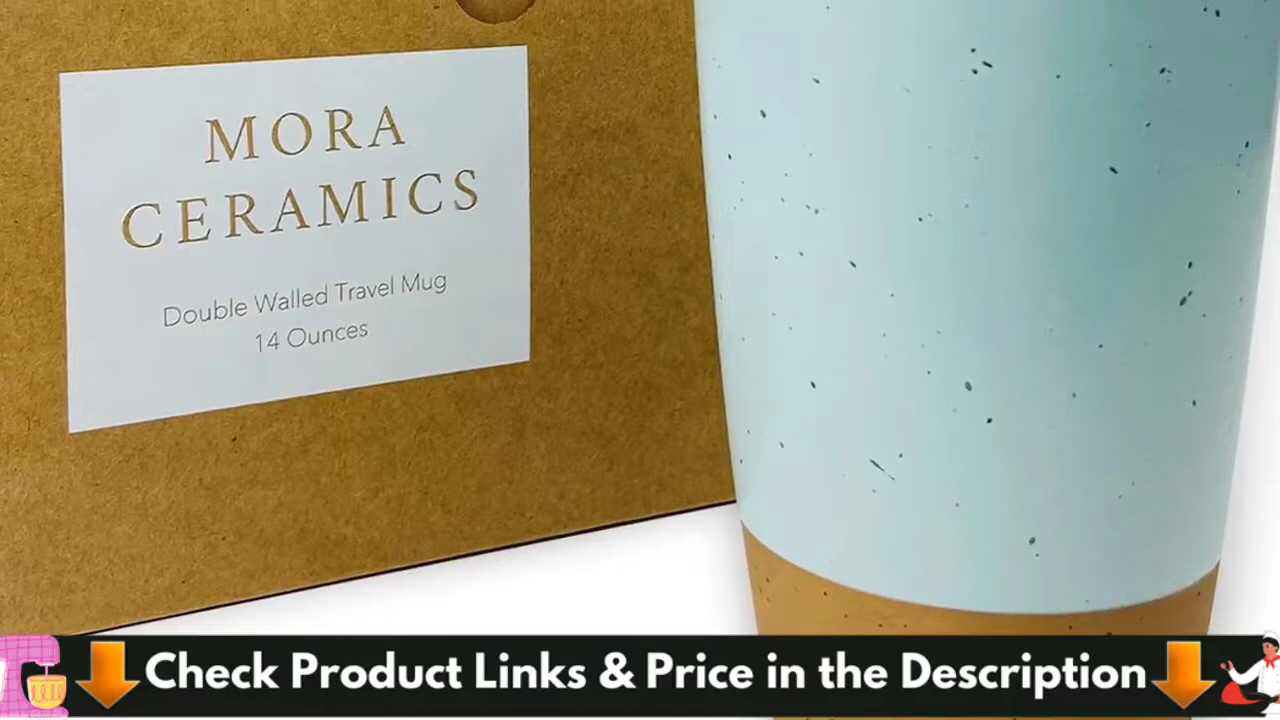 MORA
CERAMICS
Double Walled Travel Mug
14 Ounces
Check Product Links & Price in the Description